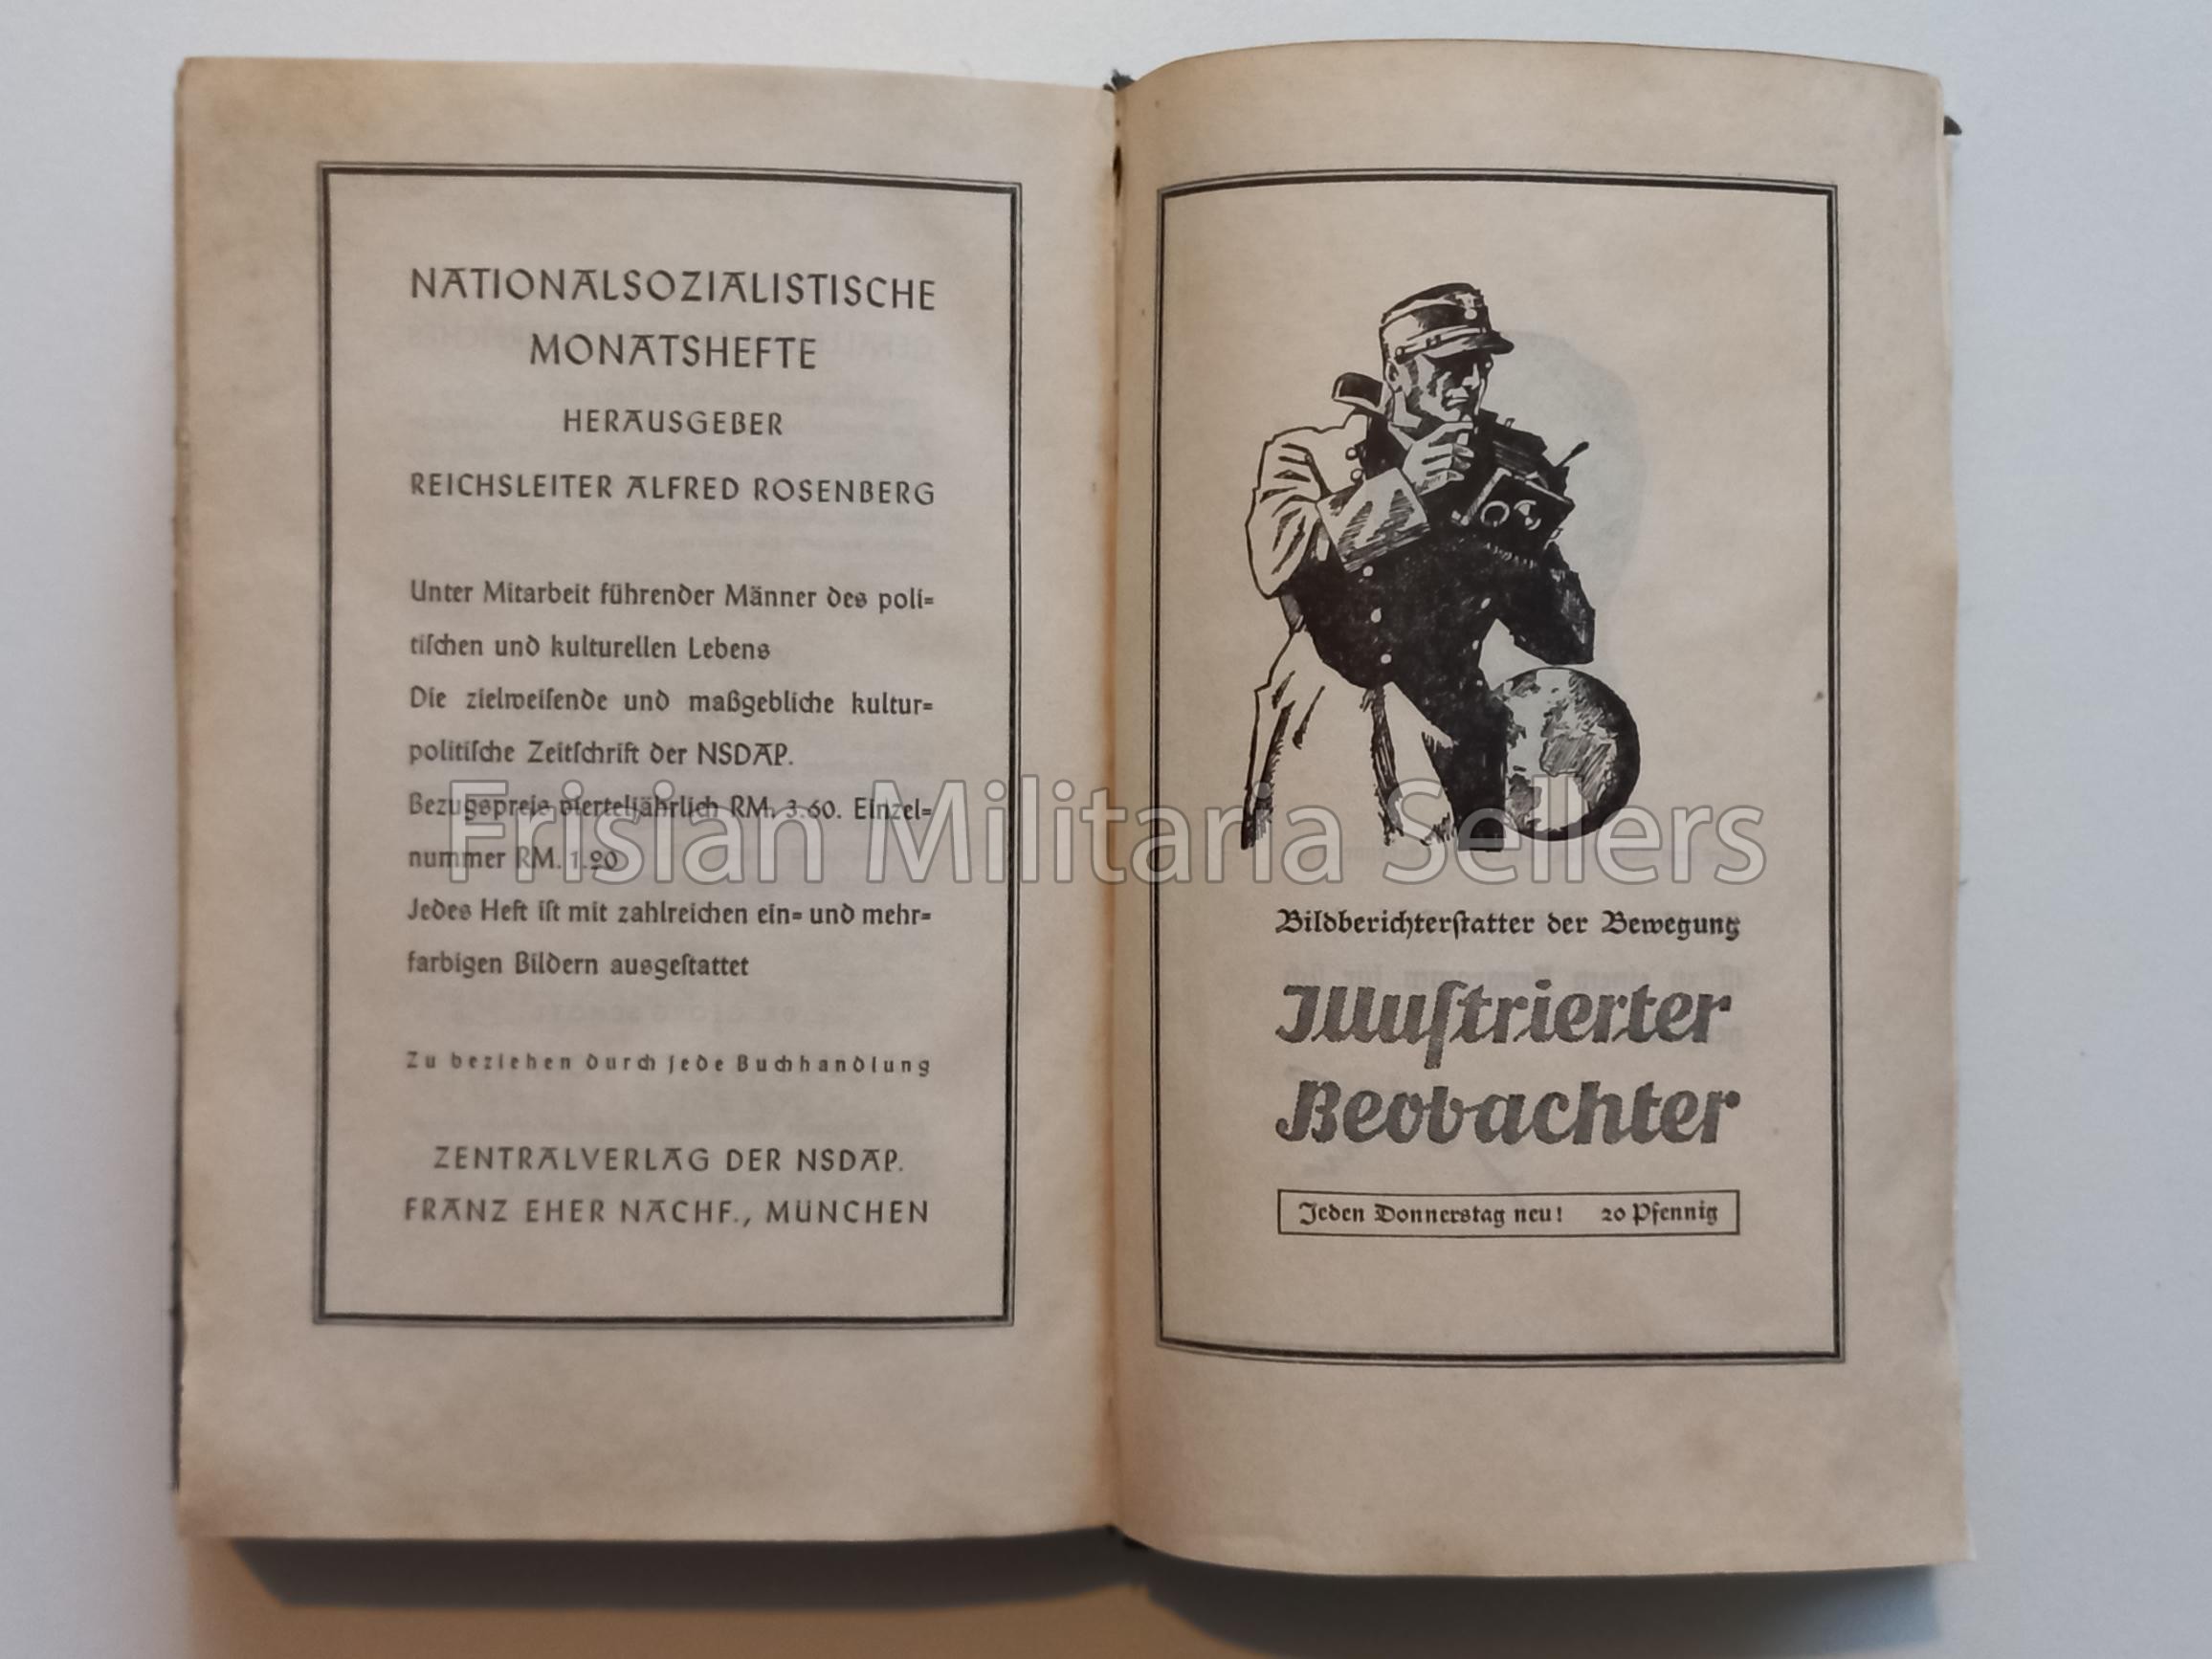 NATIONALSOZIALISTISCHE
MONATSHEFTE
HERAUSGEBER
REICHSLEITER ALFRED ROSENBERG
Unter Mitarbeit führender Männer des poli=
tiſchen und kulturellen Lebens
Die zielweiſende und maßgebliche kultur=
politiſche Zeitſchrift der NSDAP.
Bezugspreis vierteljährlich RM. 3.60. Einzel=
nummer RM. 1.20
Jedes Heft iſt mit zahlreichen ein= und mehr=
farbigen Bildern ausgeſtattet
Zu beziehen durch jede Buchhandlung
ZENTRALVERLAG DER NSDAP.
FRANZ EHER NACHF., MÜNCHEN
Bildberichterſtatter der Bewegung
Illuſtrierter
Beobachter
Jeden Donnerstag neu! 20 Pfennig
Frisian Militaria Sellers